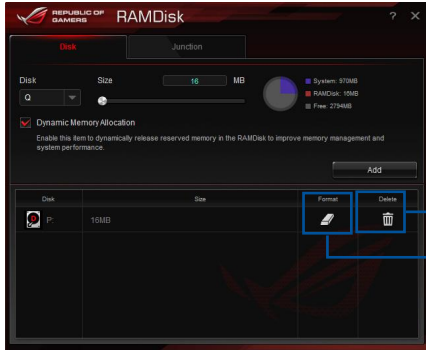 REPUBLIC OF
GAMERS
RAMDisk
? ×
Disk
Junction
Disk
Size
16
MB
Q
System: 970MB
RAMDisk: 16MB
Free: 2794MB
Dynamic Memory Allocation
Enable this item to dynamically release reserved memory in the RAMDisk to improve memory management and
system performance.
Add
Disk
Size
Format
Delete
P:
16MB